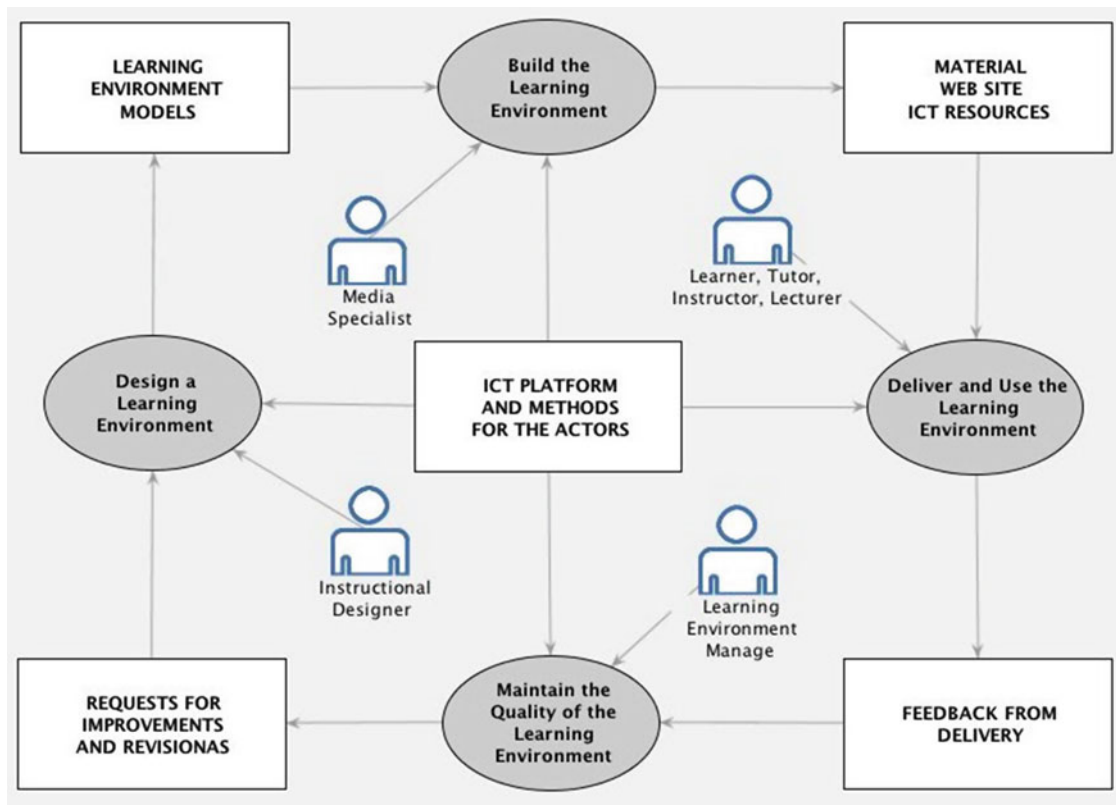 LEARNING
ENVIRONMENT
MODELS
Build the
Learning
Environment
MATERIAL
WEB SITE
ICT RESOURCES
Media
Specialist
Learner, Tutor,
Instructor, Lecturer
Design a
Learning
Environment
ICT PLATFORM
AND METHODS
FOR THE ACTORS
Deliver and Use the
Learning
Environment
Instructional
Designer
Learning
Environment
Manage
REQUESTS FOR
IMPROVEMENTS
AND REVISIONAS
Maintain the
Quality of the
Learning
Environment
FEEDBACK FROM
DELIVERY